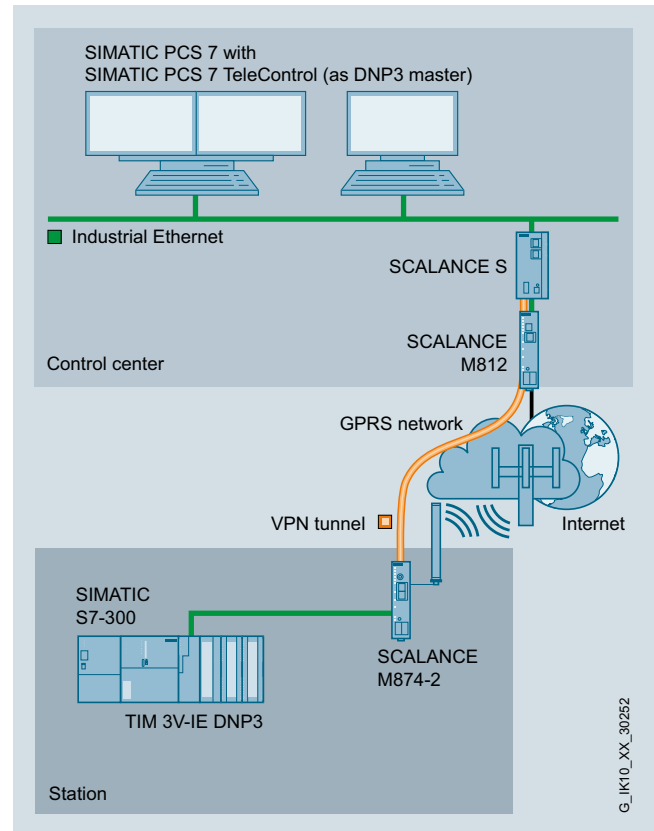 SIMATIC PCS 7 with
SIMATIC PCS 7 TeleControl (as DNP3 master)
Industrial Ethernet
SCALANCE S
SCALANCE
M812
Control center
GPRS network
VPN tunnel
Internet
SIMATIC
S7-300
SCALANCE
M874-2
TIM 3V-IE DNP3
Station
G_IK10_XX_30252